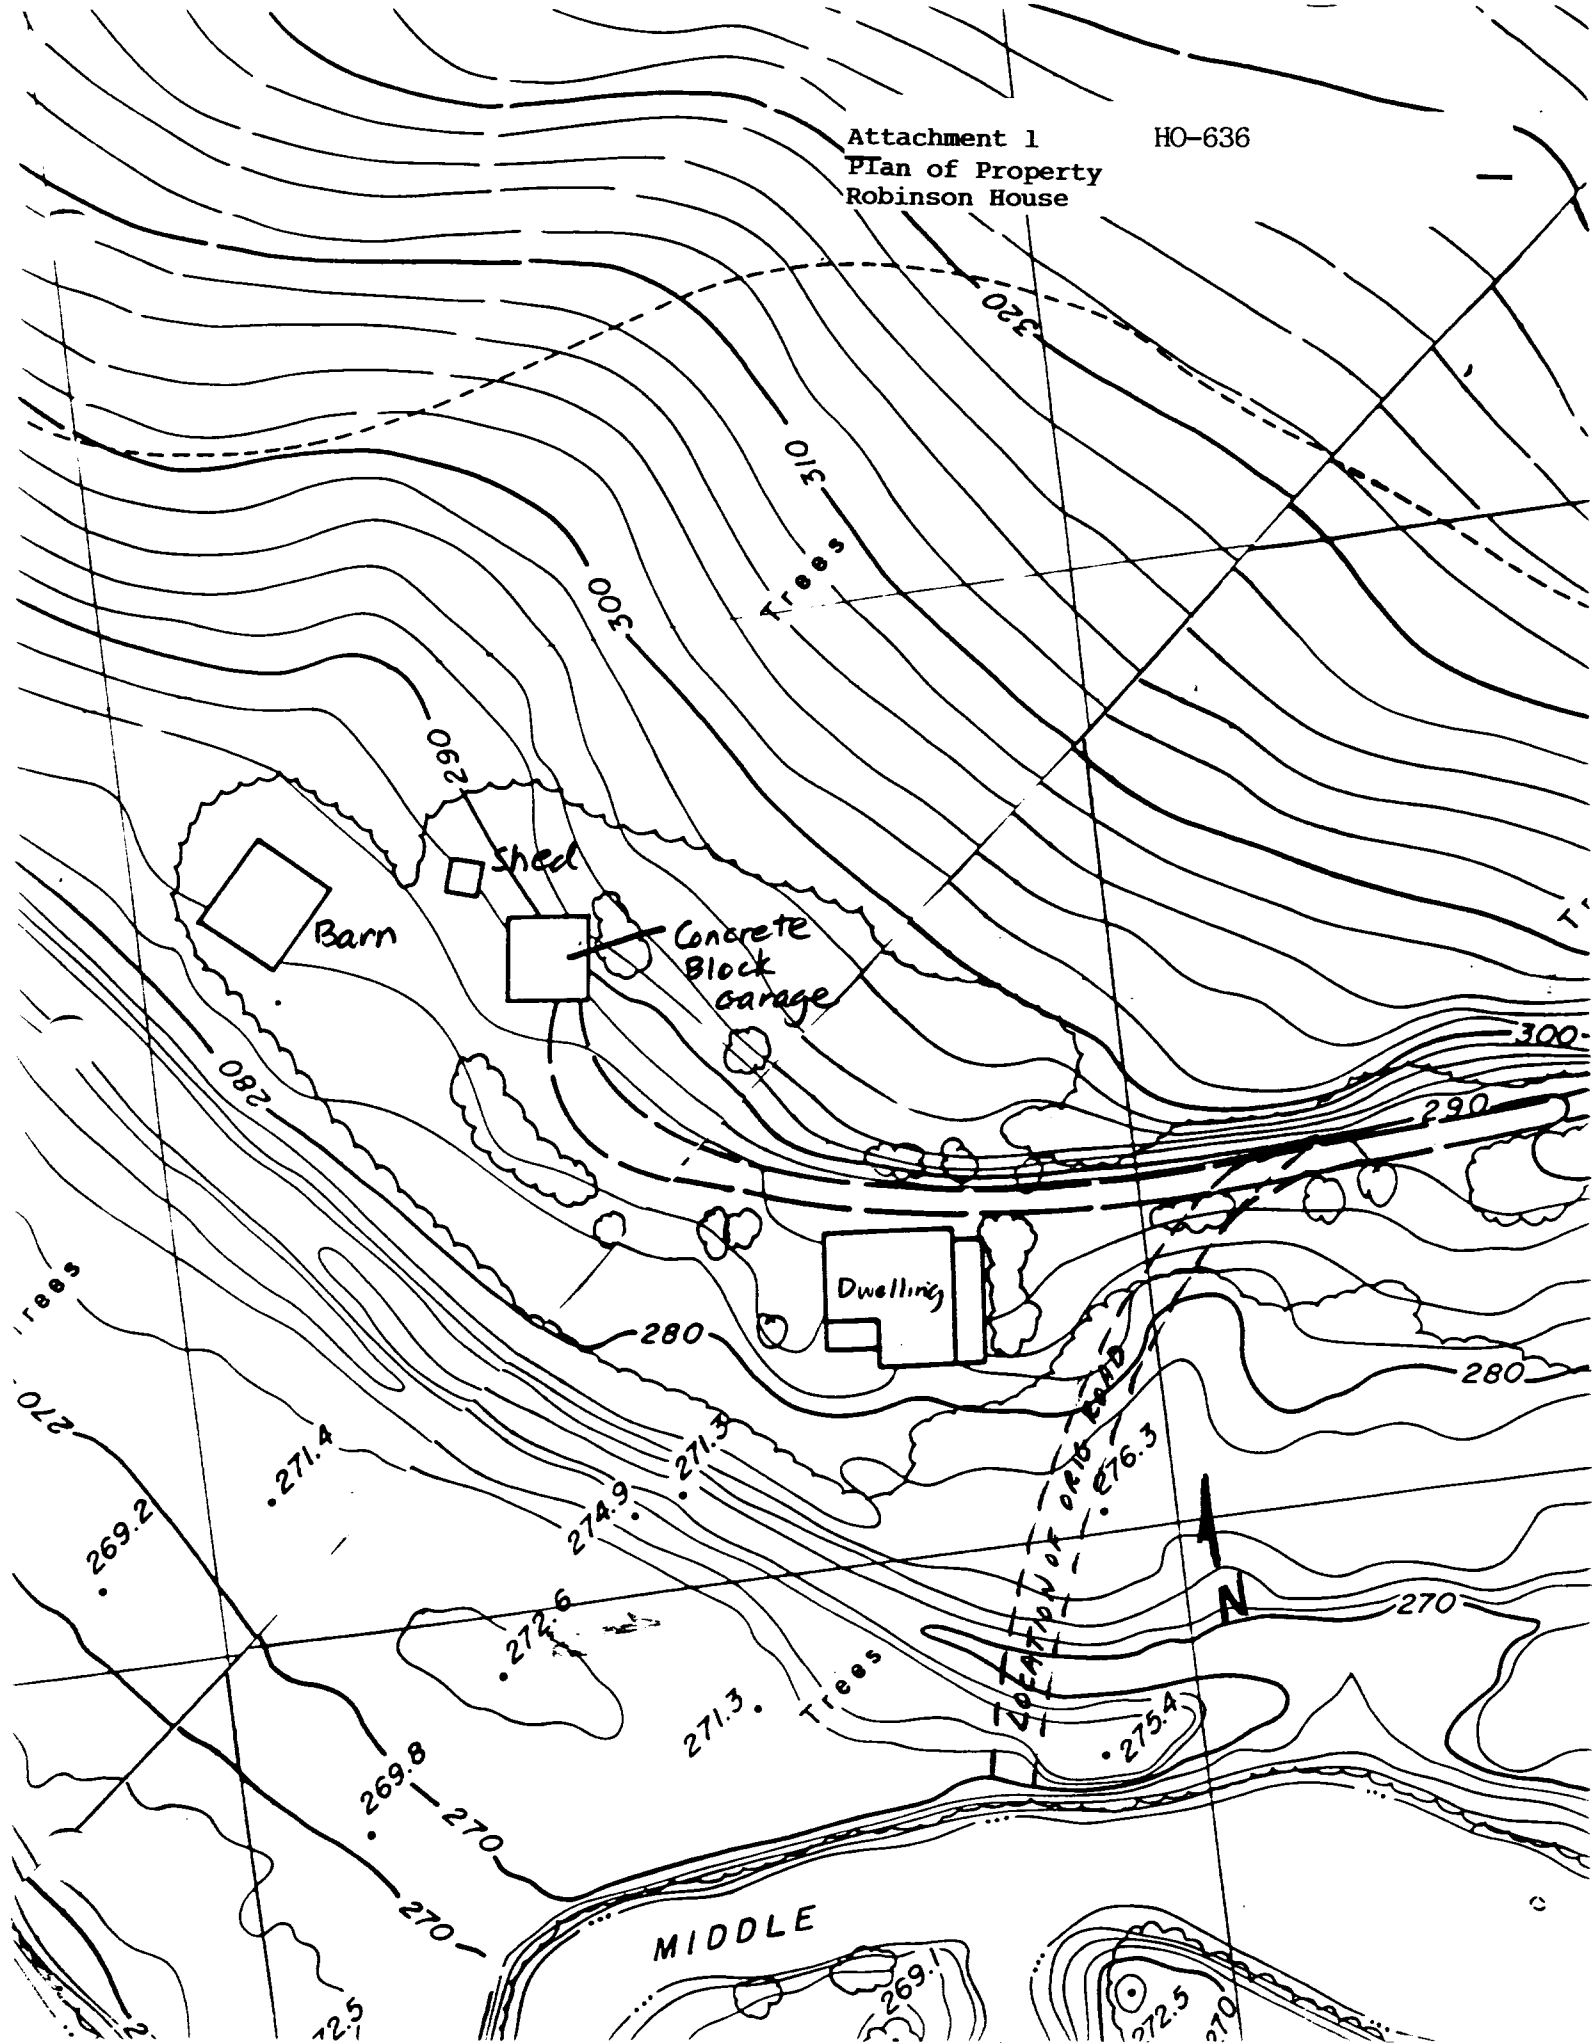 Attachment 1 HO-636
Plan of Property
Robinson House
320
310
Trees
300
290
Shed
Barn
Concrete
Block
Garage
300
290
280
Dwelling
280
280
270
271.4
271.3
274.9
269.2
LOCATION OF ORIG ROAD
276.3
N
270
272.6
Trees
271.3
275.4
269.8
270
270
MIDDLE
269.1
272.5
270